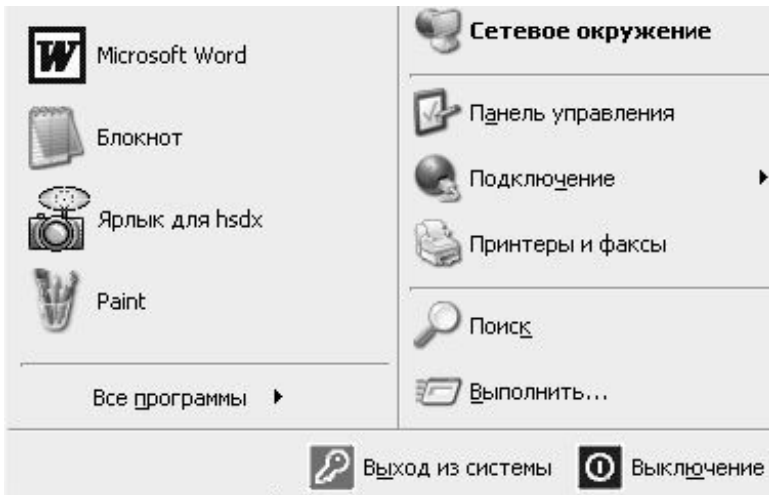 Microsoft Word
Блокнот
Ярлык для hsdx
Paint
Все программы
Сетевое окружение
Панель управления
Подключение
Принтеры и факсы
Поиск
Выполнить...
Выход из системы
Выключение